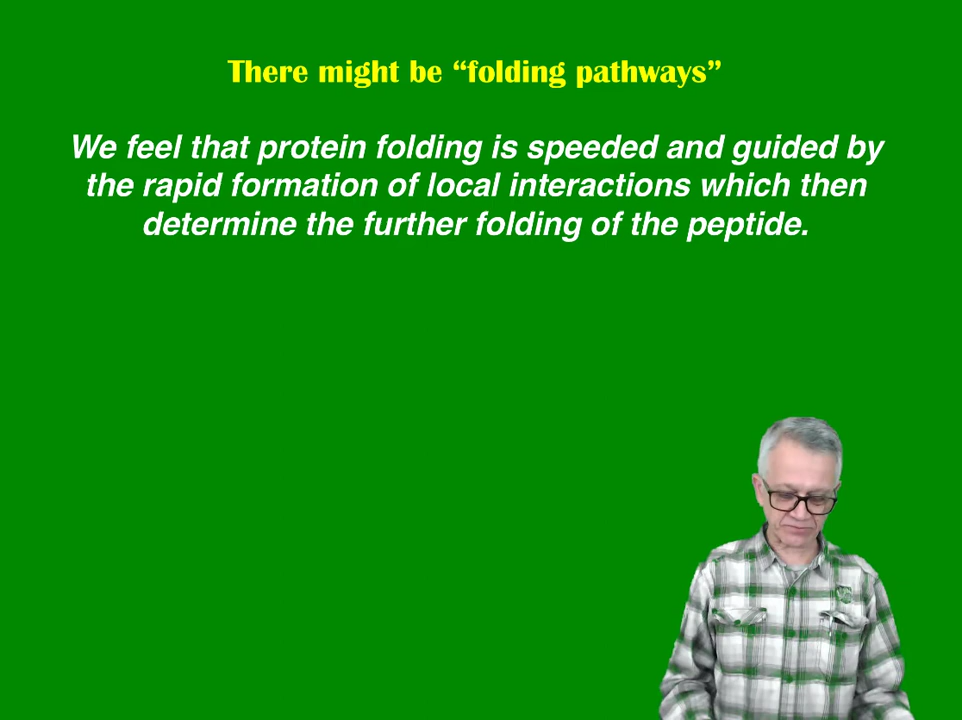 There might be “folding pathways”
We feel that protein folding is speeded and guided by
the rapid formation of local interactions which then
determine the further folding of the peptide.